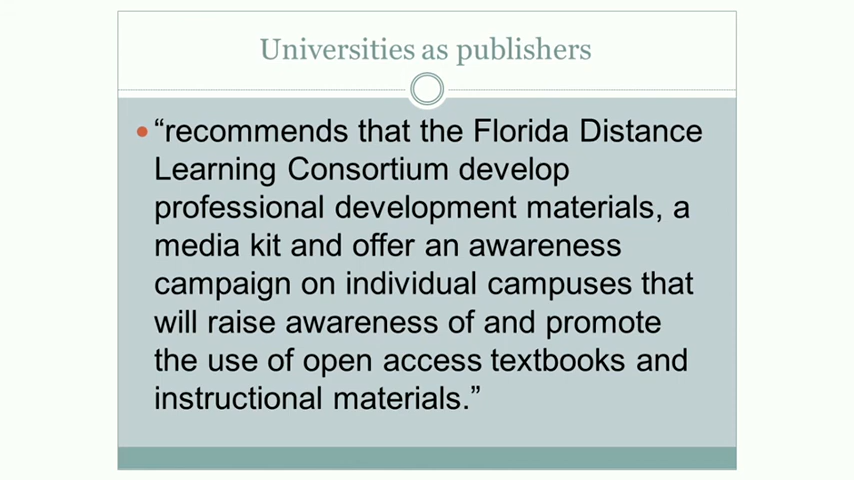 Universities as publishers
• “recommends that the Florida Distance
Learning Consortium develop
professional development materials, a
media kit and offer an awareness
campaign on individual campuses that
will raise awareness of and promote
the use of open access textbooks and
instructional materials.”